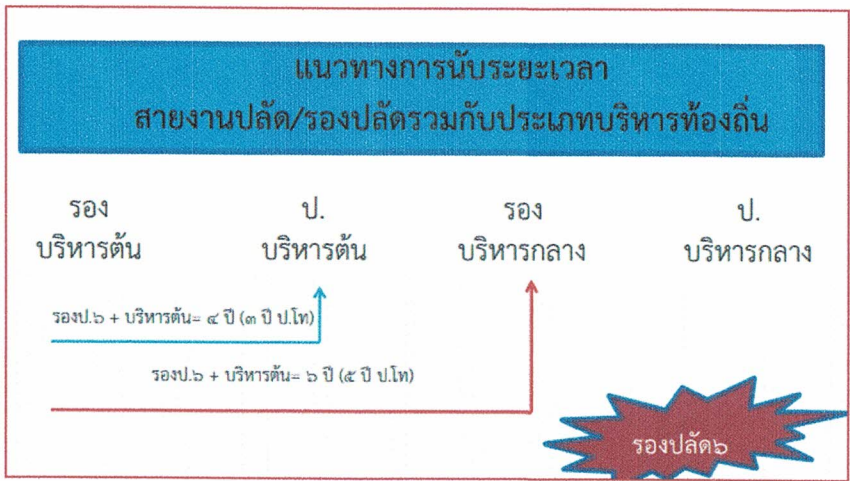 แนวทางการนับระยะเวลา
สายงานปลัด/รองปลัดรวมกับประเภทบริหารท้องถิ่น
รอง
บริหารต้น
ป.
บริหารต้น
รอง
บริหารกลาง
ป.
บริหารกลาง
รองป.๖ + บริหารต้น= ๔ ปี (๓ ปี ป.โท)
รองป.๖ + บริหารต้น= ๖ ปี (๕ ปี ป.โท)
รองปลัด๖